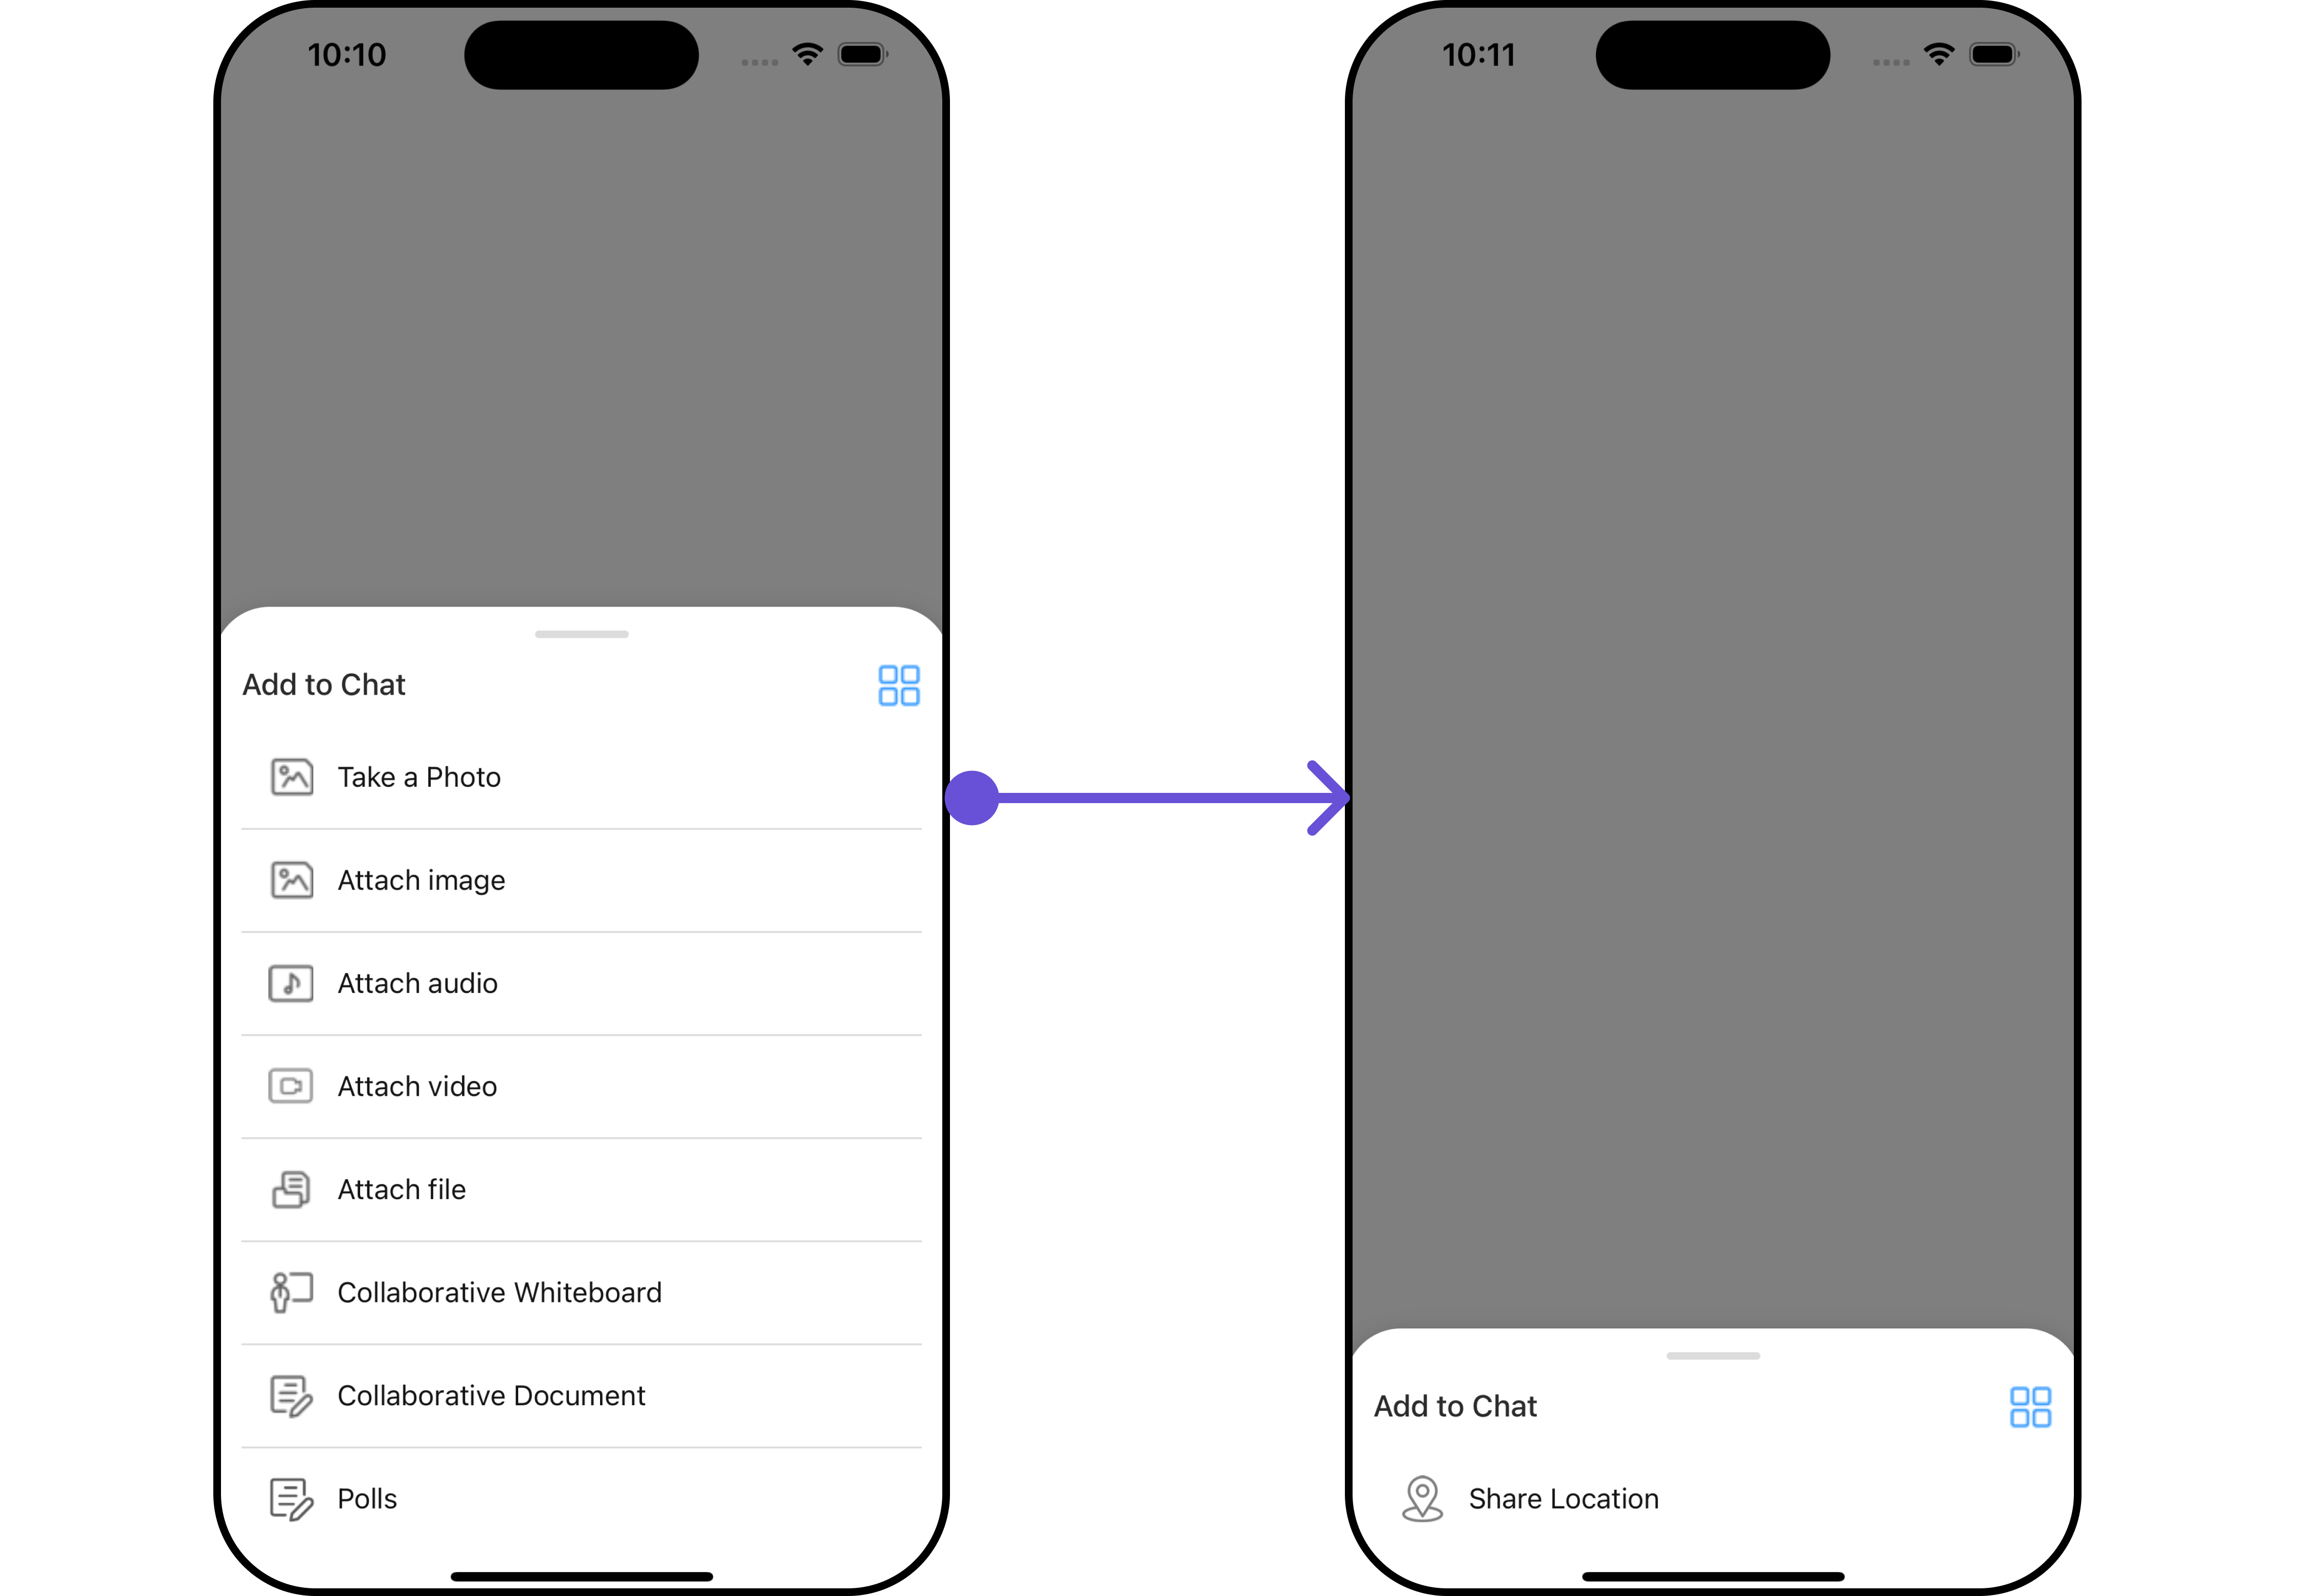 10:10
Add to Chat
Take a Photo
Attach image
Attach audio
Attach video
Attach file
Collaborative Whiteboard
Collaborative Document
Polls
10:11
Add to Chat
Share Location